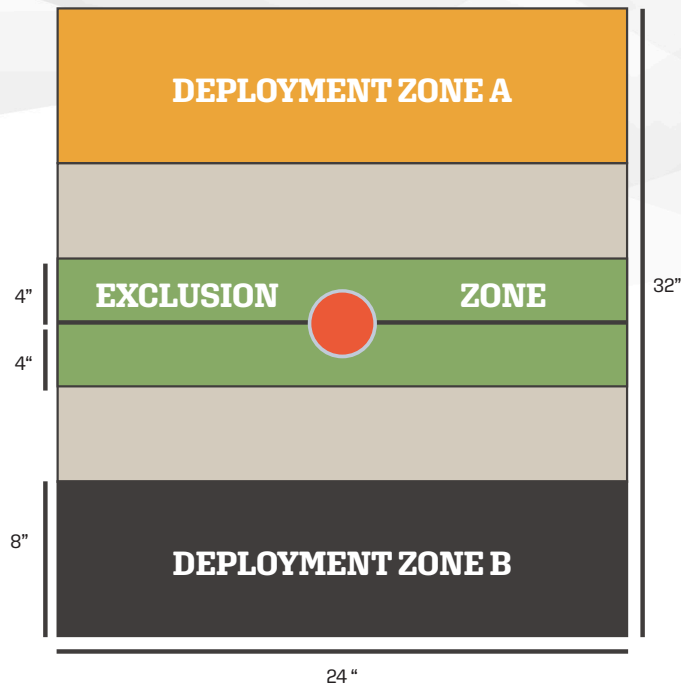 DEPLOYMENT ZONE A
4”
EXCLUSION ZONE
32”
4“
8”
DEPLOYMENT ZONE B
24 “